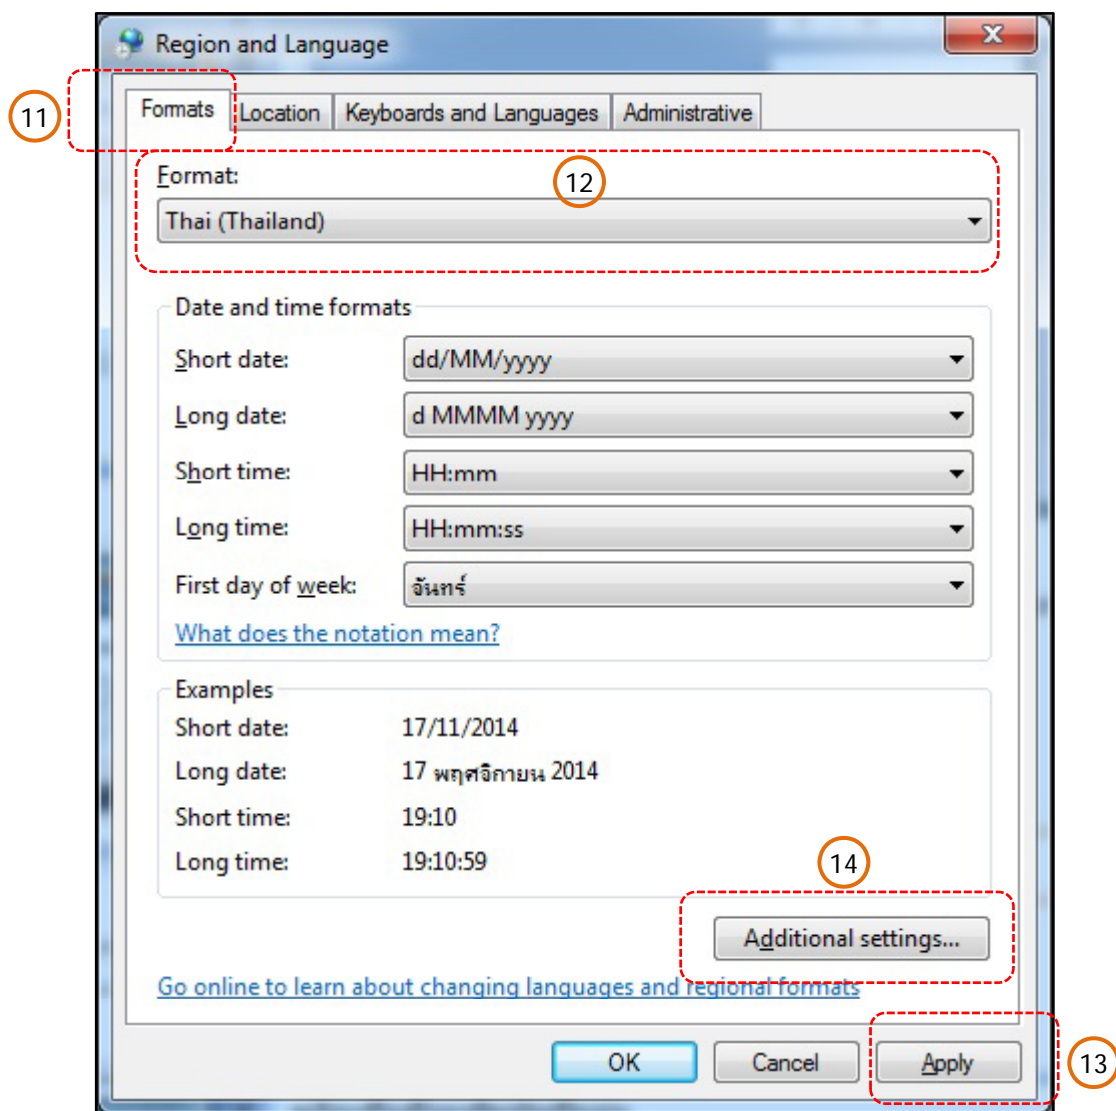 Region and Language
11
Formats Location Keyboards and Languages Administrative
Format:
12
Thai (Thailand)
Date and time formats
Short date: dd/MM/yyyy
Long date: d MMMM yyyy
Short time: HH:mm
Long time: HH:mm:ss
First day of week: จันทร์
What does the notation mean?
Examples
Short date: 17/11/2014
Long date: 17 พฤศจิกายน 2014
Short time: 19:10
Long time: 19:10:59
14
Additional settings...
Go online to learn about changing languages and regional formats
OK Cancel Apply
13